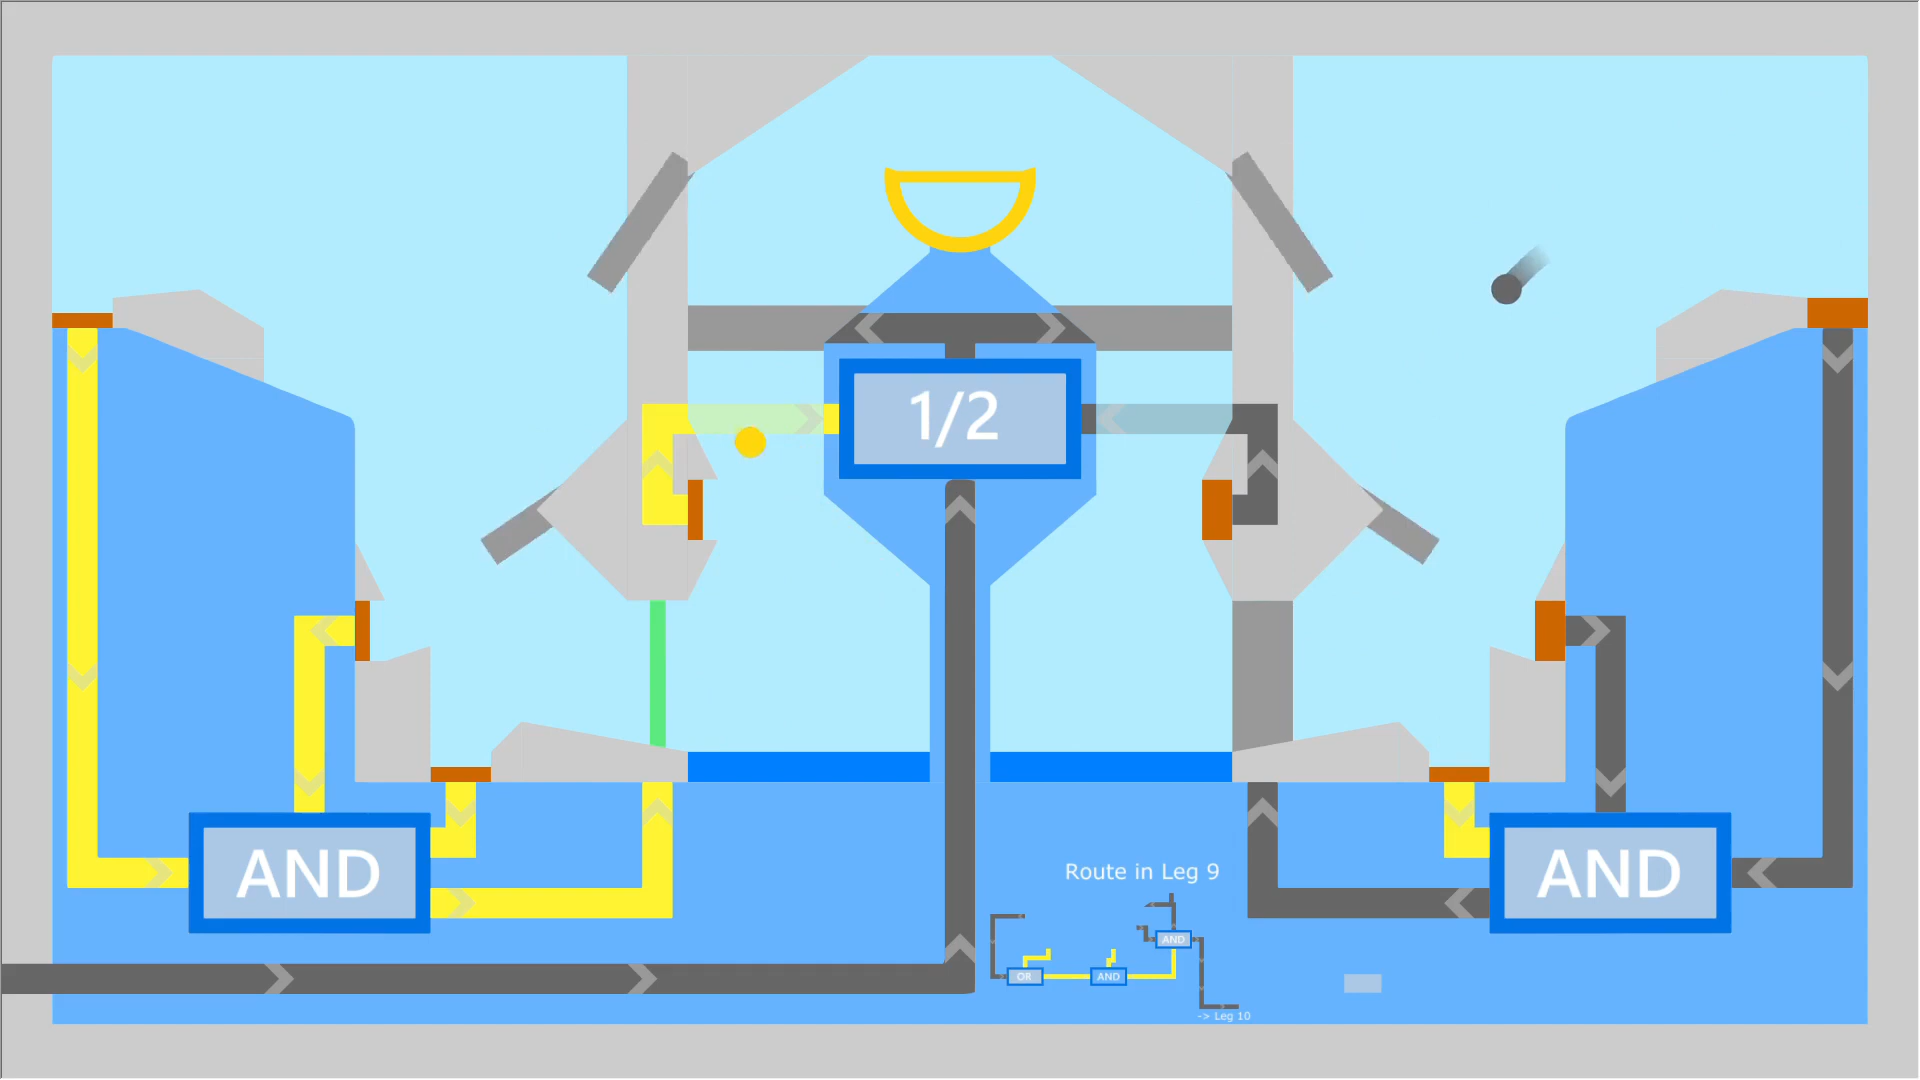 1/2
AND
AND
Route in Leg 9
AND
OR
AND
-> Leg 10